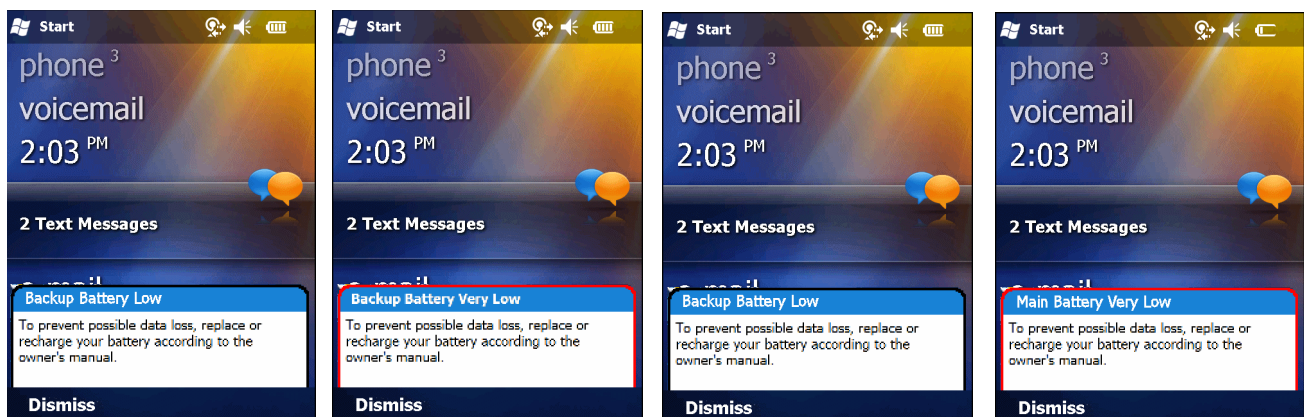 Start
phone 3
voicemail
2:03 PM
2 Text Messages
Backup Battery Low
To prevent possible data loss, replace or
recharge your battery according to the
owner's manual.
Dismiss
Start
phone 3
voicemail
2:03 PM
2 Text Messages
Backup Battery Very Low
To prevent possible data loss, replace or
recharge your battery according to the
owner's manual.
Dismiss
Start
phone 3
voicemail
2:03 PM
2 Text Messages
Backup Battery Low
To prevent possible data loss, replace or
recharge your battery according to the
owner's manual.
Dismiss
Start
phone 3
voicemail
2:03 PM
2 Text Messages
Main Battery Very Low
To prevent possible data loss, replace or
recharge your battery according to the
owner's manual.
Dismiss